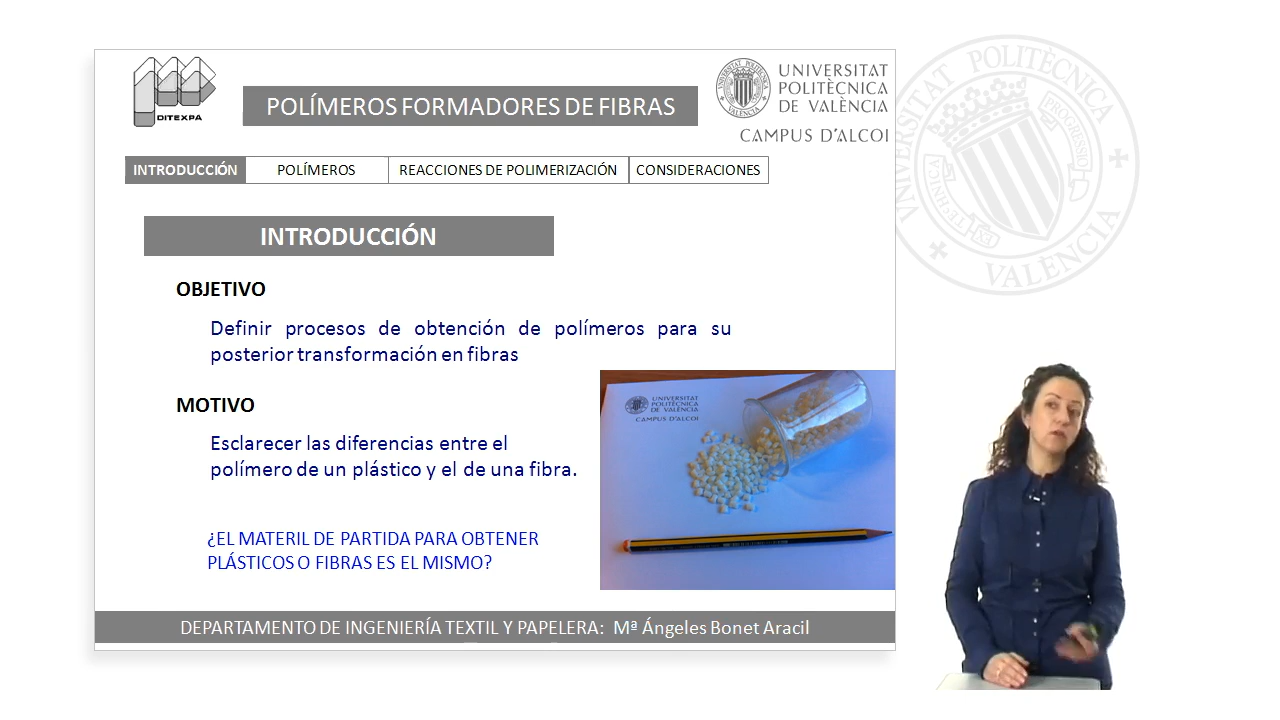 DITEXPA
POLÍMEROS FORMADORES DE FIBRAS
UNIVERSITAT
POLITÈCNICA
DE VALÈNCIA
CAMPUS D'ALCOI
INTRODUCCIÓN
POLÍMEROS
REACCIONES DE POLIMERIZACIÓN
CONSIDERACIONES
INTRODUCCIÓN
OBJETIVO
Definir procesos de obtención de polímeros para su
posterior transformación en fibras
MOTIVO
Esclarecer las diferencias entre el
polímero de un plástico y el de una fibra.
¿EL MATERIL DE PARTIDA PARA OBTENER
PLÁSTICOS O FIBRAS ES EL MISMO?
UNIVERSITAT
POLITÈCNICA
DE VALÈNCIA
CAMPUS D'ALCOI
DEPARTAMENTO DE INGENIERÍA TEXTIL Y PAPELERA: Mª Ángeles Bonet Aracil
POLITÈCNICA
VALÈNCIA